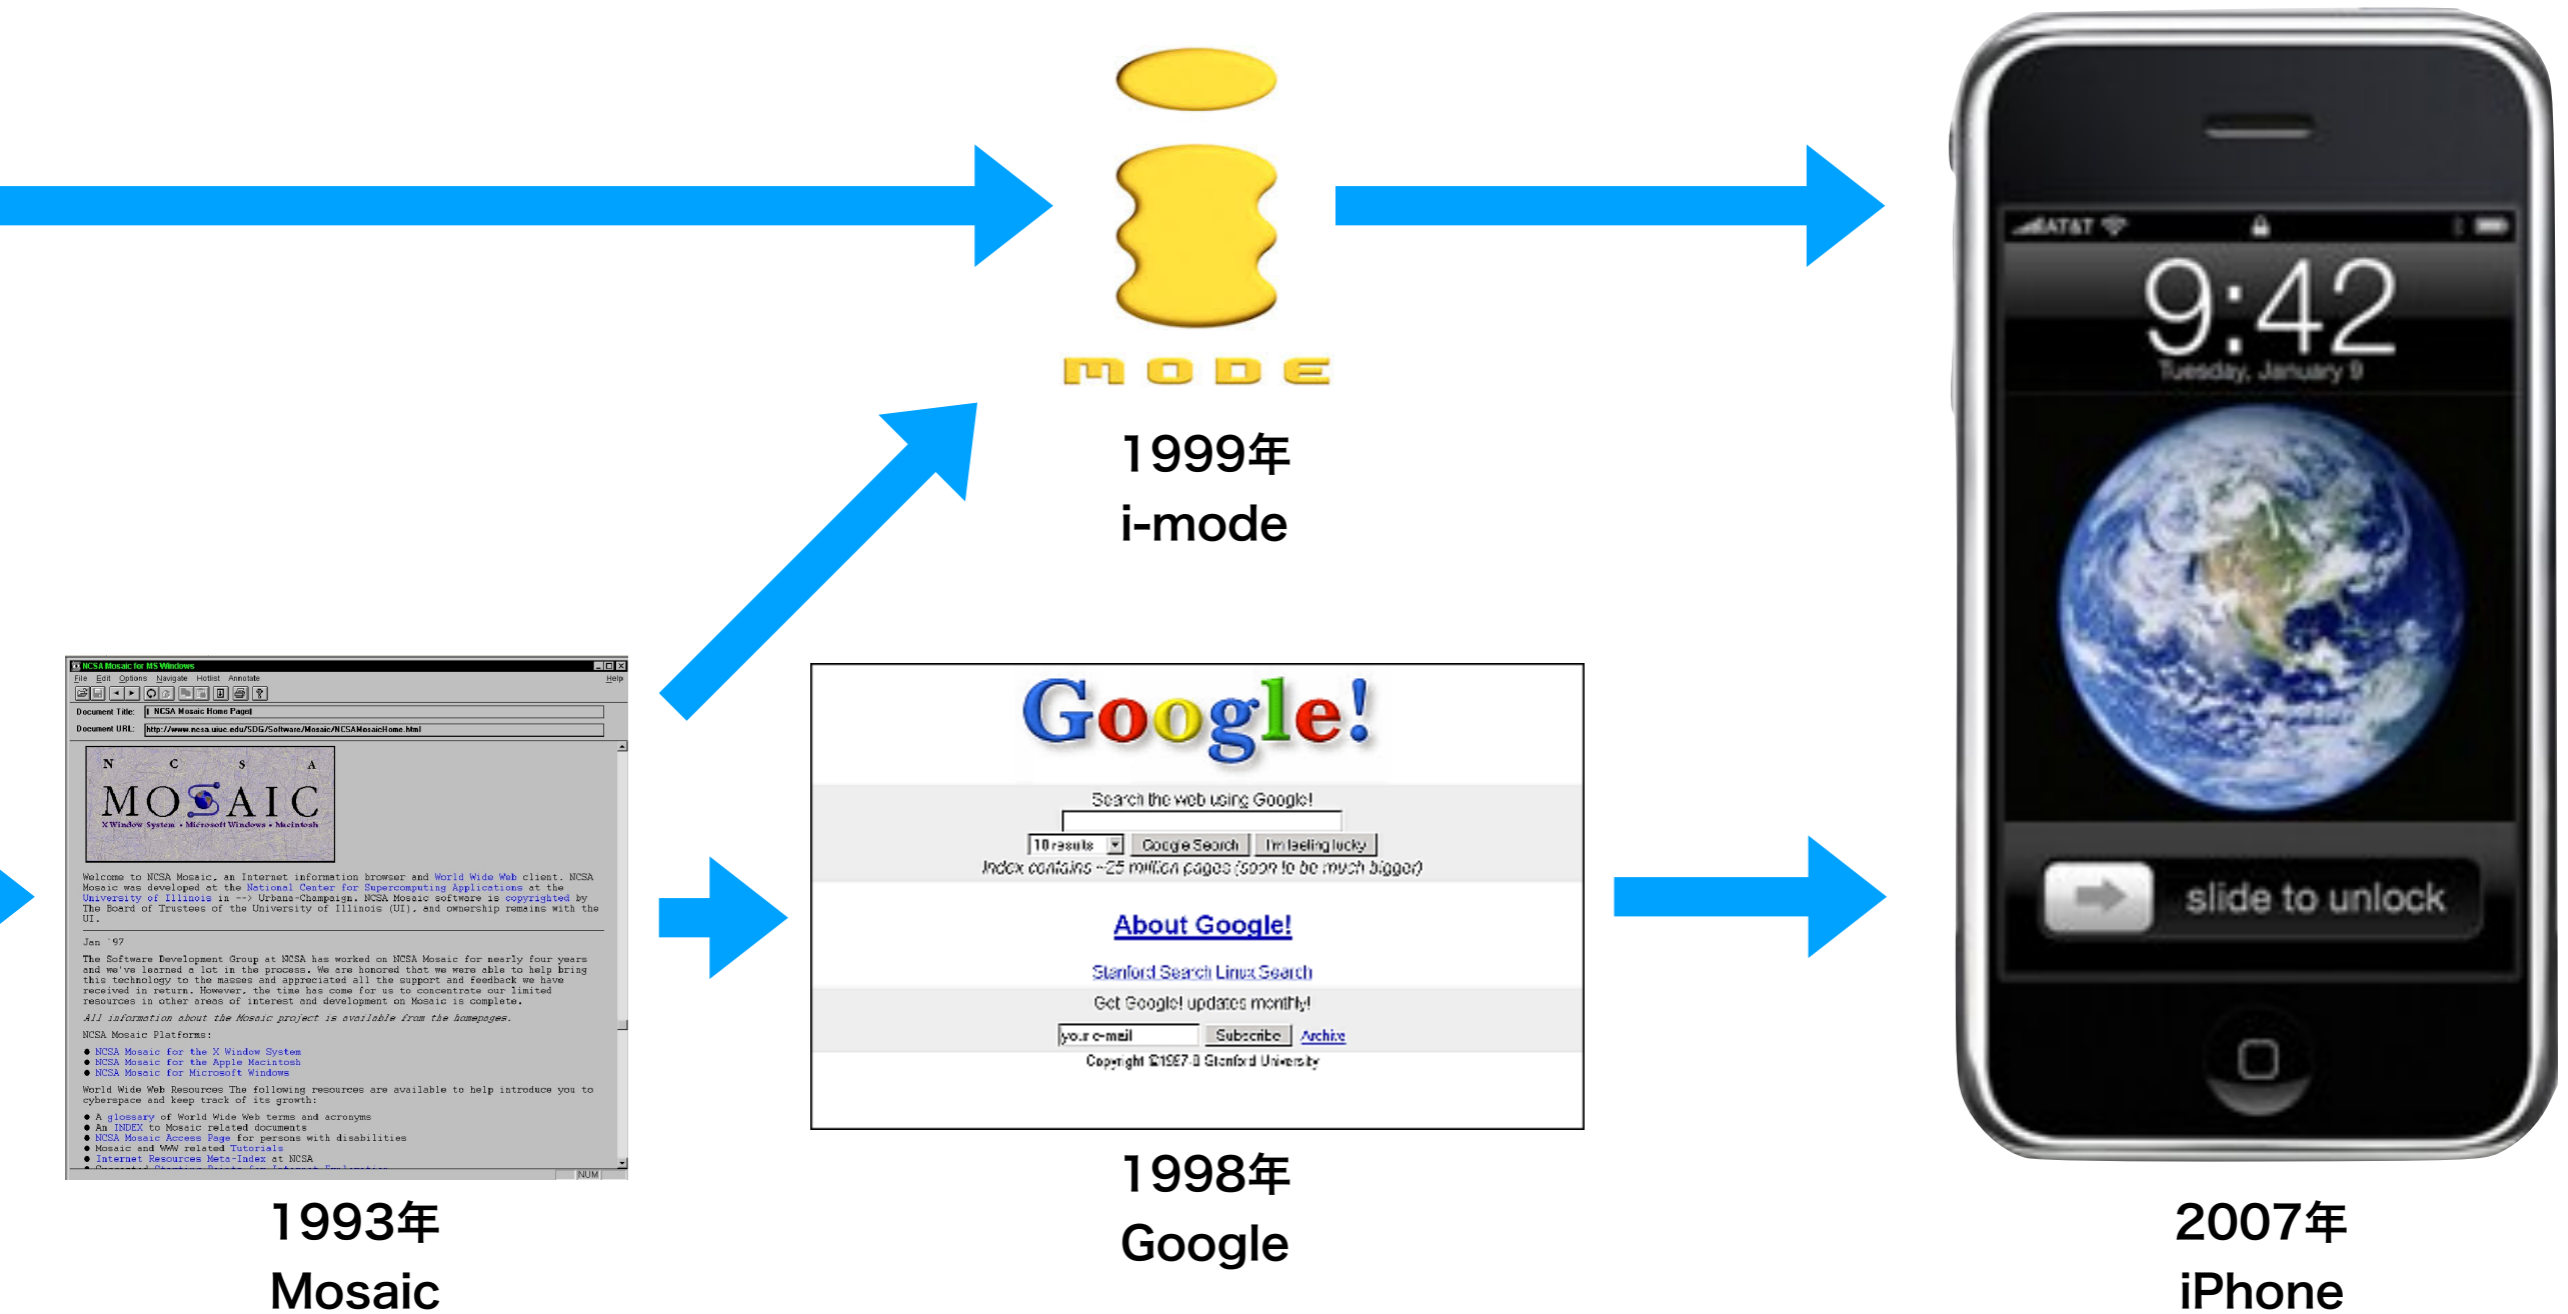 MODE
1999年
i-mode
NCSA Mosaic for MS Windows
File Edit Options Navigate Hotlist Annotate Help
Document Title: NCSA Mosaic Home Page
Document URL: http://www.ncsa.uiuc.edu/SDG/Software/Mosaic/NCSAMosaicHome.html
N C S A
MOSAIC
X Window System • Microsoft Windows • Macintosh
Welcome to NCSA Mosaic, an Internet information browser and World Wide Web client. NCSA
Mosaic was developed at the National Center for Supercomputing Applications at the
University of Illinois in --> Urbana-Champaign. NCSA Mosaic software is copyrighted by
The Board of Trustees of the University of Illinois (UI), and ownership remains with the
UI.
Jan '97
The Software Development Group at NCSA has worked on NCSA Mosaic for nearly four years
and we've learned a lot in the process. We are honored that we were able to help bring
this technology to the masses and appreciated all the support and feedback we have
received in return. However, the time has come for us to concentrate our limited
resources in other areas of interest and development on Mosaic is complete.
All information about the Mosaic project is available from the homepages.
NCSA Mosaic Platforms:
● NCSA Mosaic for the X Window System
● NCSA Mosaic for the Apple Macintosh
● NCSA Mosaic for Microsoft Windows
World Wide Web Resources The following resources are available to help introduce you to
cyberspace and keep track of its growth:
● A glossary of World Wide Web terms and acronyms
● An INDEX to Mosaic related documents
● NCSA Mosaic Access Page for persons with disabilities
● Mosaic and WWW related Tutorials
● Internet Resources Meta-Index at NCSA
NUM
1993年
Mosaic
Google!
Search the web using Google!
10 results Google Search I'm feeling lucky
Index contains ~25 million pages (soon to be much bigger)
About Google!
Stanford Search Linux Search
Get Google! updates monthly!
your e-mail Subscribe Archive
Copyright ©1997-8 Stanford University
1998年
Google
AT&T
9:42
Tuesday, January 9
slide to unlock
2007年
iPhone